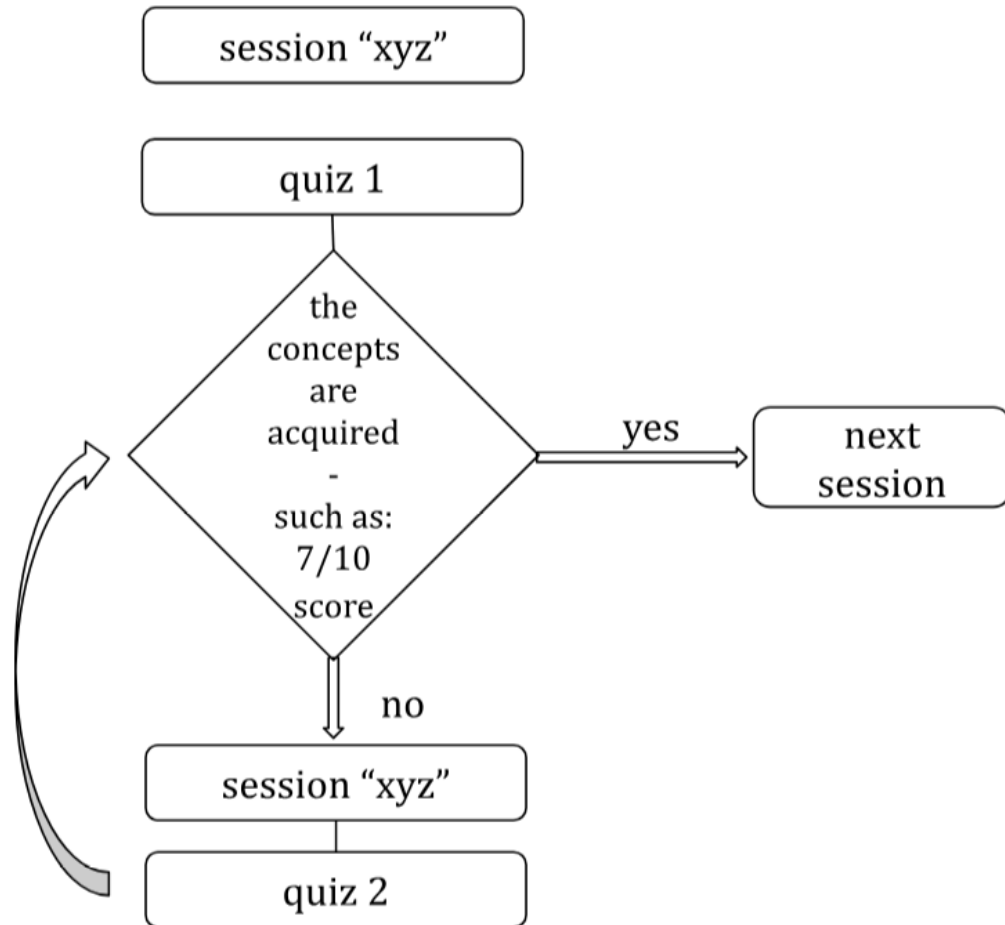 session “xyz”
quiz 1
the
concepts
are
acquired
-
such as:
7/10
score
yes
next
session
no
session “xyz”
quiz 2